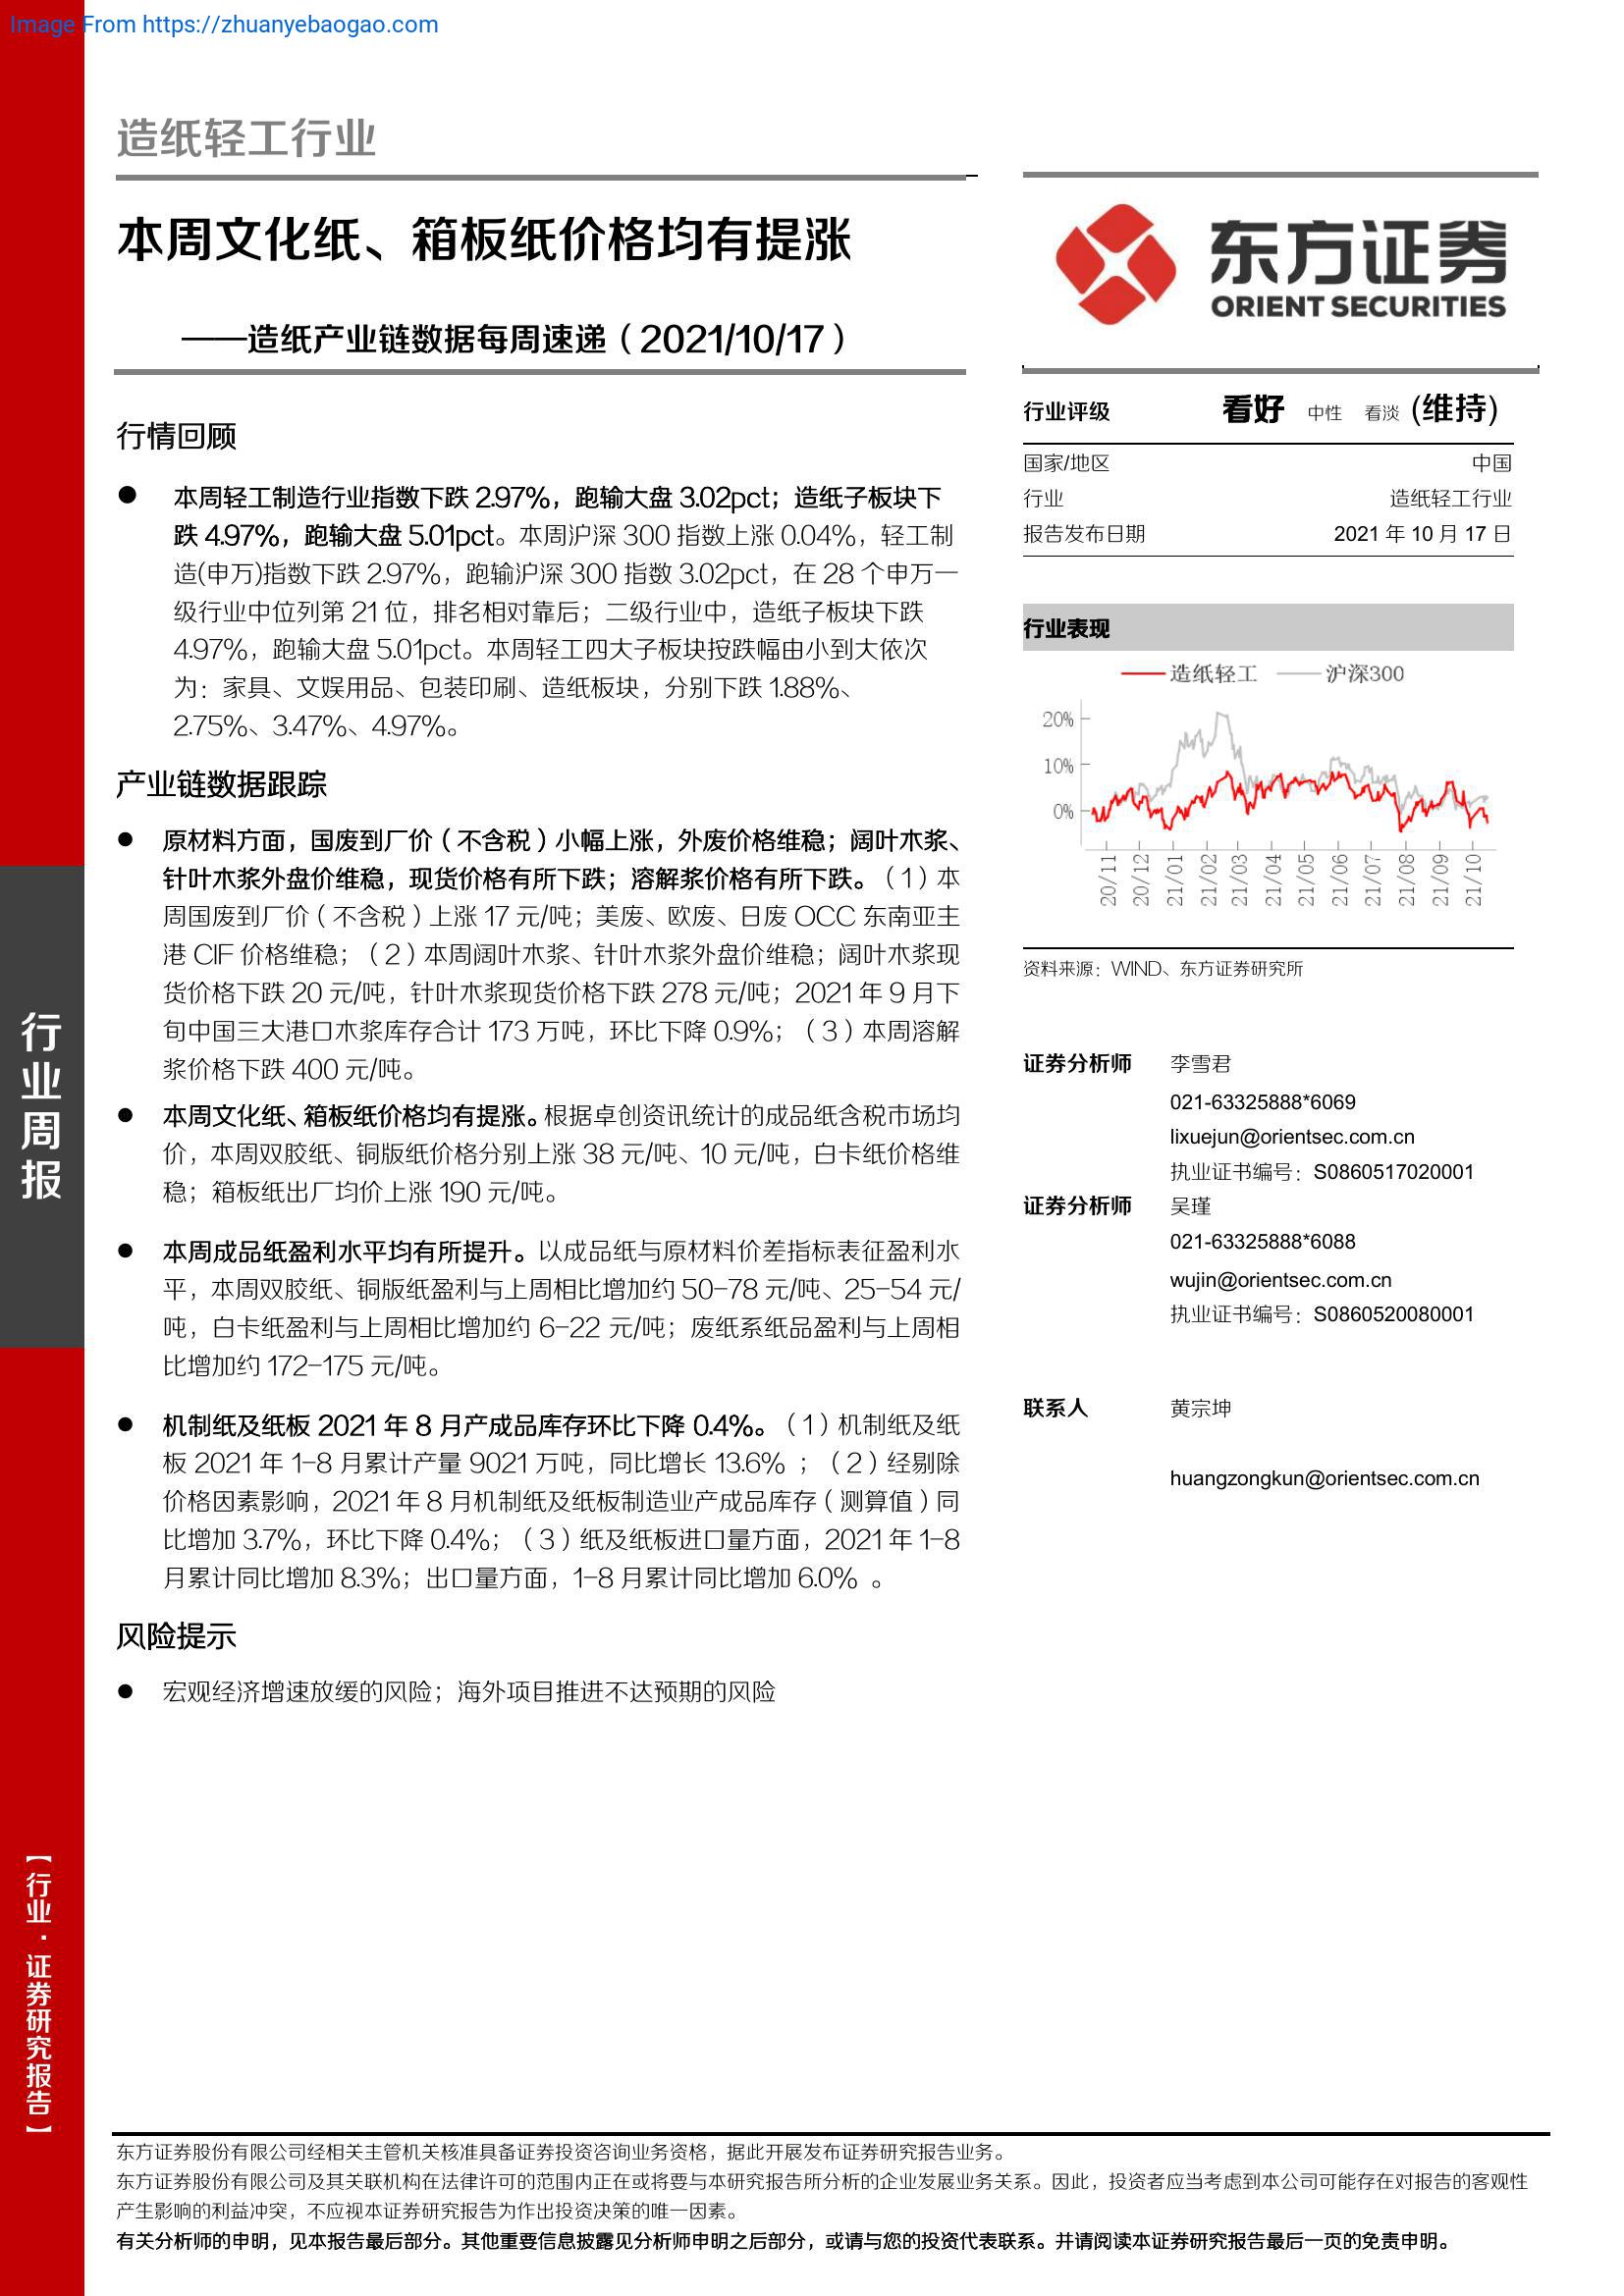 Image From https://zhuanyebaogao.com
造纸轻工行业
本周文化纸、箱板纸价格均有提涨
——造纸产业链数据每周速递（2021/10/17）
行情回顾
● 本周轻工制造行业指数下跌 2.97%，跑输大盘 3.02pct；造纸子板块下
跌 4.97%，跑输大盘 5.01pct。本周沪深 300 指数上涨 0.04%，轻工制
造(申万)指数下跌 2.97%，跑输沪深 300 指数 3.02pct，在 28 个申万一
级行业中位列第 21 位，排名相对靠后；二级行业中，造纸子板块下跌
4.97%，跑输大盘 5.01pct。本周轻工四大子板块按跌幅由小到大依次
为：家具、文娱用品、包装印刷、造纸板块，分别下跌 1.88%、
2.75%、3.47%、4.97%。
产业链数据跟踪
● 原材料方面，国废到厂价（不含税）小幅上涨，外废价格维稳；阔叶木浆、
针叶木浆外盘价维稳，现货价格有所下跌；溶解浆价格有所下跌。（1）本
周国废到厂价（不含税）上涨 17 元/吨；美废、欧废、日废 OCC 东南亚主
港 CIF 价格维稳；（2）本周阔叶木浆、针叶木浆外盘价维稳；阔叶木浆现
货价格下跌 20 元/吨，针叶木浆现货价格下跌 278 元/吨；2021 年 9 月下
旬中国三大港口木浆库存合计 173 万吨，环比下降 0.9%；（3）本周溶解
浆价格下跌 400 元/吨。
● 本周文化纸、箱板纸价格均有提涨。根据卓创资讯统计的成品纸含税市场均
价，本周双胶纸、铜版纸价格分别上涨 38 元/吨、10 元/吨，白卡纸价格维
稳；箱板纸出厂均价上涨 190 元/吨。
● 本周成品纸盈利水平均有所提升。以成品纸与原材料价差指标表征盈利水
平，本周双胶纸、铜版纸盈利与上周相比增加约 50-78 元/吨、25-54 元/
吨，白卡纸盈利与上周相比增加约 6-22 元/吨；废纸系纸品盈利与上周相
比增加约 172-175 元/吨。
● 机制纸及纸板 2021 年 8 月产成品库存环比下降 0.4%。（1）机制纸及纸
板 2021 年 1-8 月累计产量 9021 万吨，同比增长 13.6% ；（2）经剔除
价格因素影响，2021 年 8 月机制纸及纸板制造业产成品库存（测算值）同
比增加 3.7%，环比下降 0.4%；（3）纸及纸板进口量方面，2021 年 1-8
月累计同比增加 8.3%；出口量方面，1-8 月累计同比增加 6.0% 。
风险提示
● 宏观经济增速放缓的风险；海外项目推进不达预期的风险
东方证券
ORIENT SECURITIES
行业评级 看好 中性 看淡 (维持)
国家/地区 中国
行业 造纸轻工行业
报告发布日期 2021 年 10 月 17 日
行业表现
造纸轻工 沪深300
20%
10%
0%
20/11 20/12 21/01 21/02 21/03 21/04 21/05 21/06 21/07 21/08 21/09 21/10
资料来源：WIND、东方证券研究所
证券分析师 李雪君
021-63325888*6069
lixuejun@orientsec.com.cn
执业证书编号：S0860517020001
证券分析师 吴瑾
021-63325888*6088
wujin@orientsec.com.cn
执业证书编号：S0860520080001
联系人 黄宗坤
huangzongkun@orientsec.com.cn
行业周报
【行业·证券研究报告】
东方证券股份有限公司经相关主管机关核准具备证券投资咨询业务资格，据此开展发布证券研究报告业务。
东方证券股份有限公司及其关联机构在法律许可的范围内正在或将要与本研究报告所分析的企业发展业务关系。因此，投资者应当考虑到本公司可能存在对报告的客观性
产生影响的利益冲突，不应视本证券研究报告为作出投资决策的唯一因素。
有关分析师的申明，见本报告最后部分。其他重要信息披露见分析师申明之后部分，或请与您的投资代表联系。并请阅读本证券研究报告最后一页的免责申明。